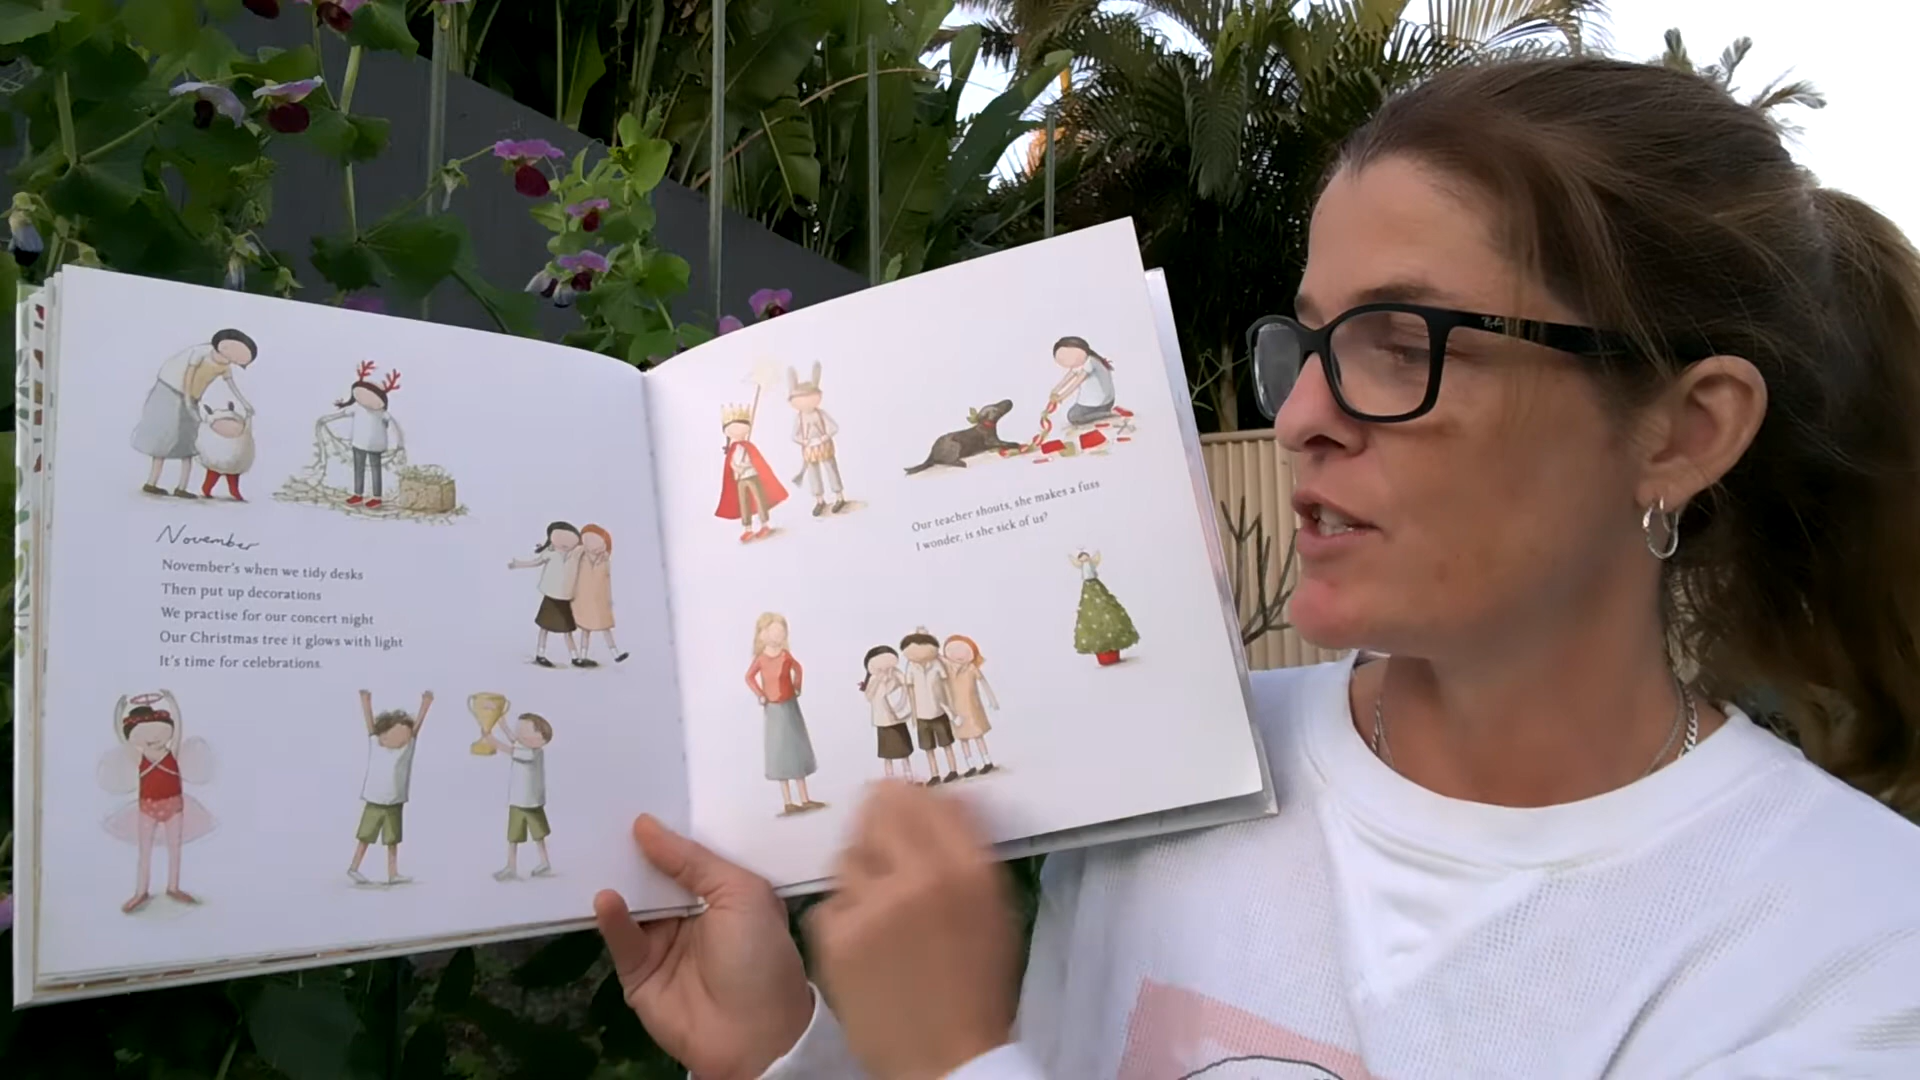 November
November's when we tidy desks
Then put up decorations
We practise for our concert night
Our Christmas tree it glows with light
It's time for celebrations.
Our teacher shouts, she makes a fuss
I wonder, is she sick of us?
Ray-Ban